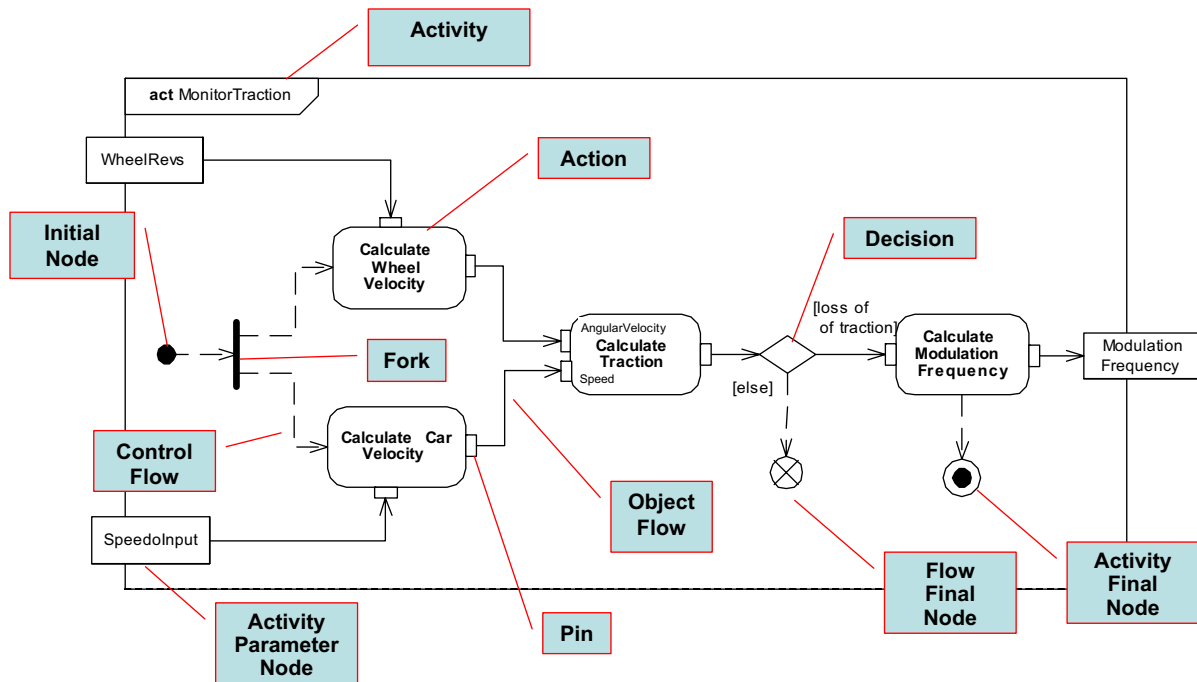 Activity
act MonitorTraction
WheelRevs
Action
Initial
Node
Calculate
Wheel
Velocity
Decision
[loss of
of traction]
AngularVelocity
Calculate
Traction
Speed
Calculate
Modulation
Frequency
Modulation
Frequency
Fork
[else]
Control
Flow
Calculate Car
Velocity
Object
Flow
SpeedoInput
Flow
Final
Node
Activity
Final
Node
Activity
Parameter
Node
Pin